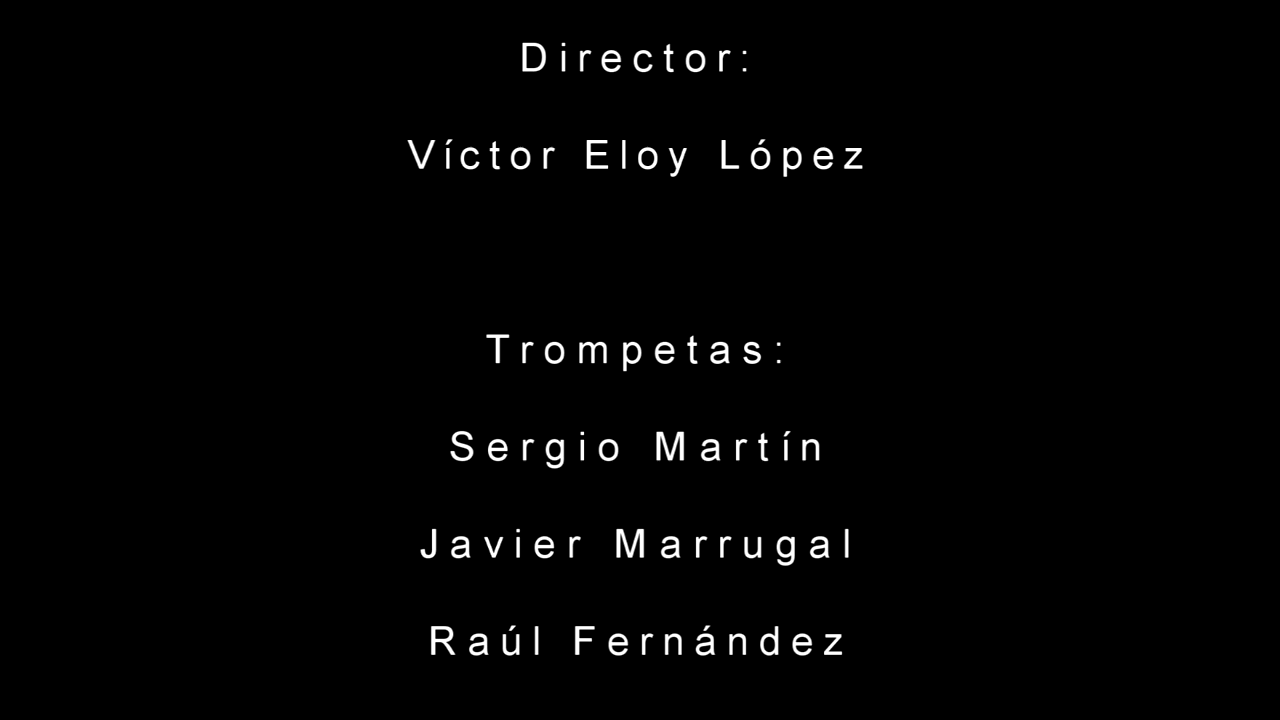 Director:
Víctor Eloy López
Trompetas:
Sergio Martín
Javier Marrugal
Raúl Fernández